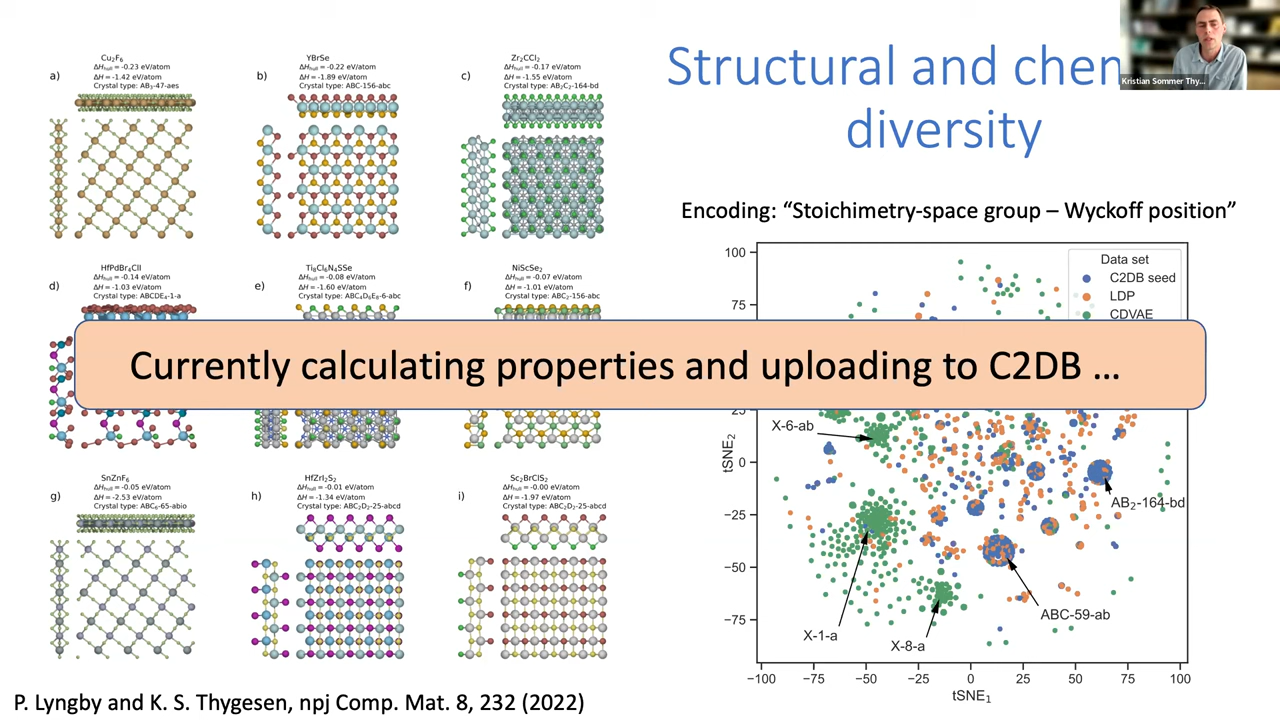 Structural and chem
diversity
Kristian Sommer Thy...
Encoding: “Stoichimetry-space group – Wyckoff position”
a)
Cu₂F₆
ΔHhull = -0.23 eV/atom
ΔH = -1.42 eV/atom
Crystal type: AB₃-47-aes
b)
YBrSe
ΔHhull = -0.22 eV/atom
ΔH = -1.89 eV/atom
Crystal type: ABC-156-abc
c)
Zr₂CCl₂
ΔHhull = -0.17 eV/atom
ΔH = -1.55 eV/atom
Crystal type: AB₂C₂-164-bd
d)
HfPdBr₄ClI
ΔHhull = -0.14 eV/atom
ΔH = -1.03 eV/atom
Crystal type: ABCDE₄-1-a
e)
Ti₈Cl₆N₄SSe
ΔHhull = -0.08 eV/atom
ΔH = -1.60 eV/atom
f)
NiScSe₂
ΔHhull = -0.07 eV/atom
ΔH = -1.01 eV/atom
Crystal type: ABC₂-156-abc
Currently calculating properties and uploading to C2DB ...
g)
SnZnF₆
ΔHhull = -0.05 eV/atom
ΔH = -2.53 eV/atom
Crystal type: ABC₆-65-abio
h)
HfZrI₂S₂
ΔHhull = -0.01 eV/atom
ΔH = -1.34 eV/atom
Crystal type: ABC₂D₂-25-abcd
i)
Sc₂BrClS₂
ΔHhull = -0.00 eV/atom
ΔH = -1.97 eV/atom
Crystal type: ABC₂D₂-25-abcd
Data set
C2DB seed
LDP
CDVAE
100
75
25
0
−25
−50
−75
tSNE₂
X-6-ab
AB₂-164-bd
ABC-59-ab
X-1-a
X-8-a
−100 −75 −50 −25 0 25 50 75 100
tSNE₁
P. Lyngby and K. S. Thygesen, npj Comp. Mat. 8, 232 (2022)